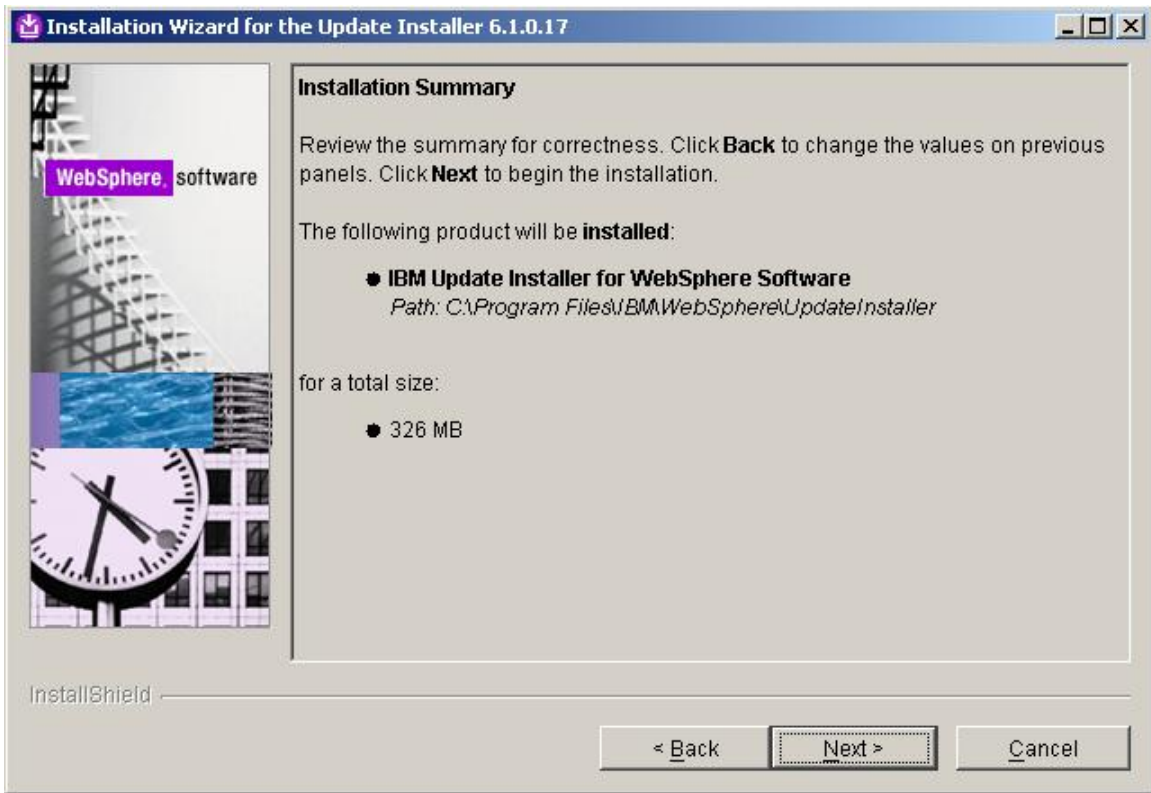 Installation Wizard for the Update Installer 6.1.0.17
WebSphere. software
Installation Summary
Review the summary for correctness. Click Back to change the values on previous
panels. Click Next to begin the installation.
The following product will be installed:
IBM Update Installer for WebSphere Software
Path: C:\Program Files\IBM\WebSphere\UpdateInstaller
for a total size:
326 MB
InstallShield
< Back
Next >
Cancel